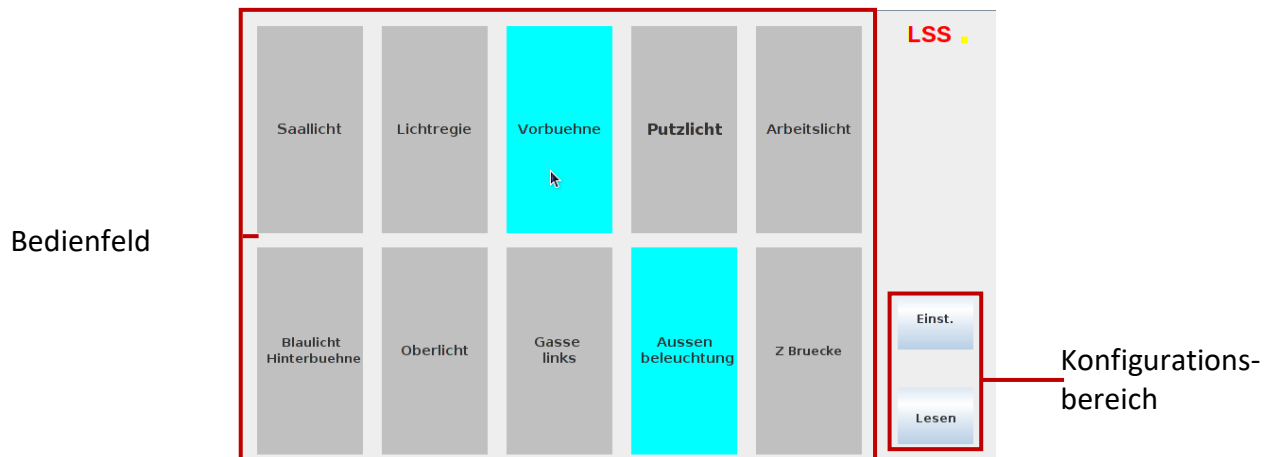 LSS .
Saallicht
Lichtregie
Vorbuehne
Putzlicht
Arbeitslicht
Bedienfeld
Blaulicht
Hinterbuehne
Oberlicht
Gasse
links
Aussen
beleuchtung
Z Bruecke
Einst.
Lesen
Konfigurations-
bereich